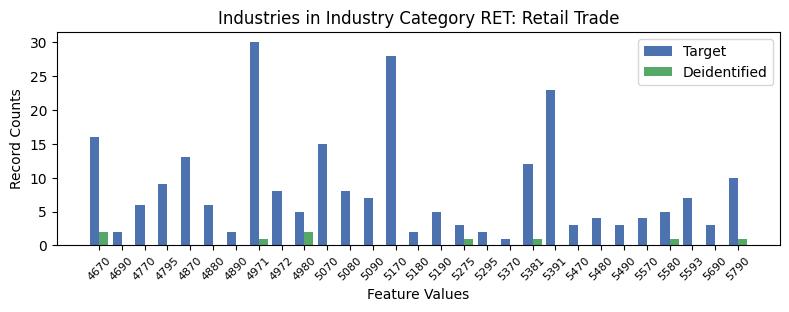 Industries in Industry Category RET: Retail Trade
Target
Deidentified
Record Counts
30
25
20
15
10
5
0
4670 4690 4770 4795 4870 4880 4890 4971 4972 4980 5070 5080 5090 5170 5180 5190 5275 5295 5370 5381 5391 5470 5480 5490 5570 5580 5593 5690 5790
Feature Values